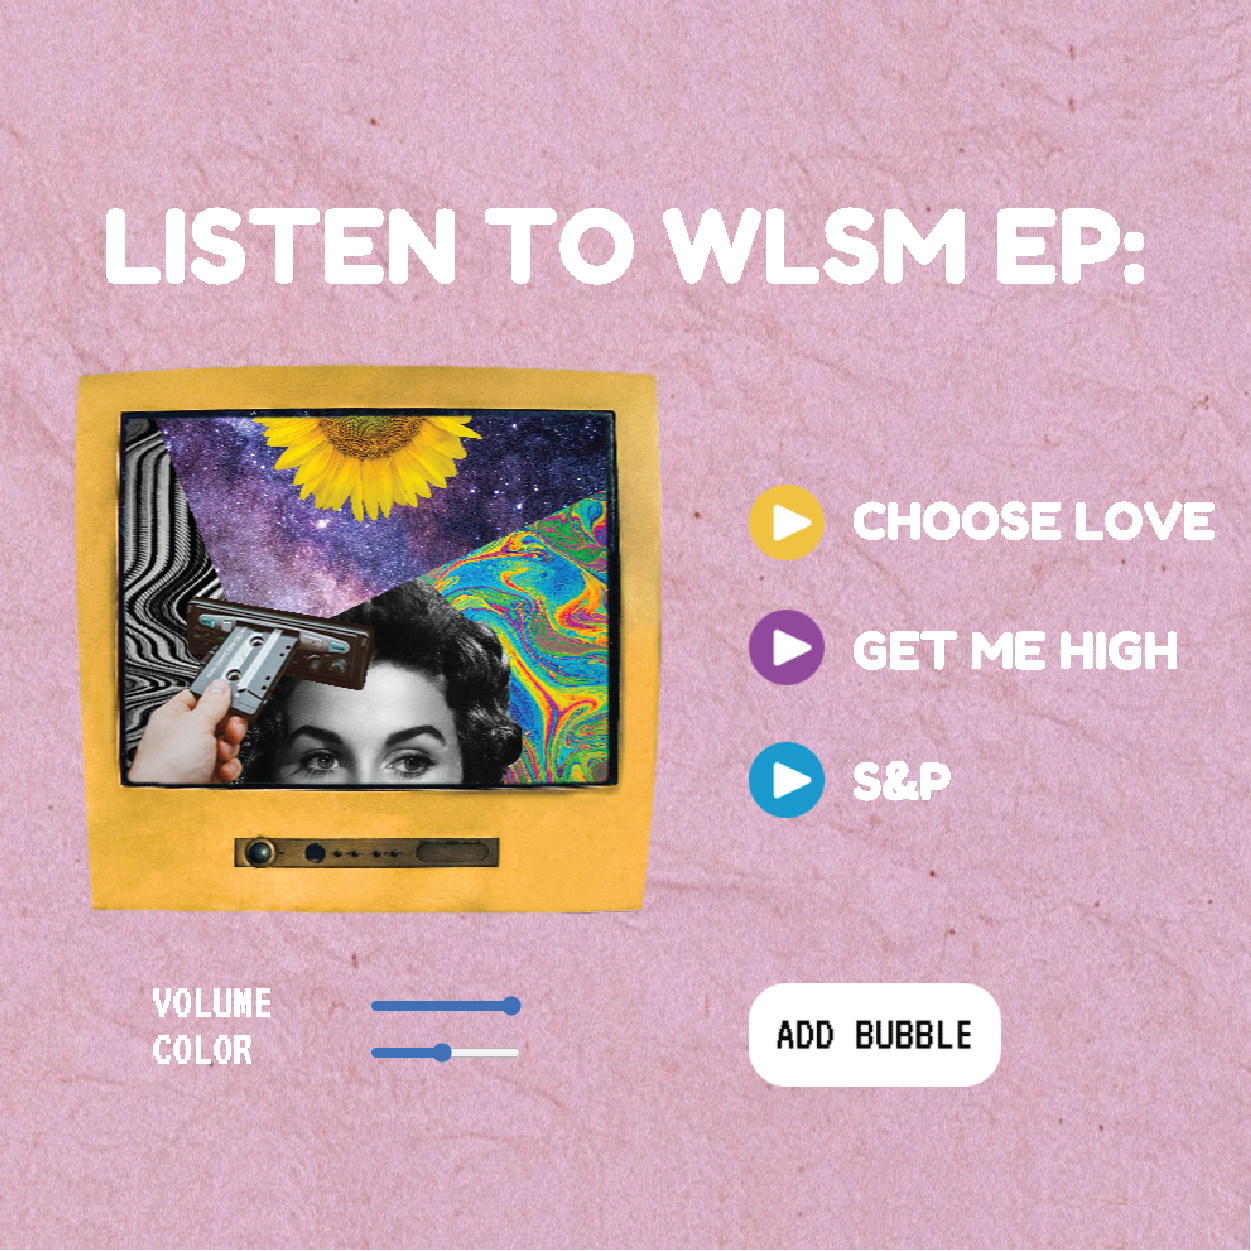 LISTEN TO WLSM EP:
CHOOSE LOVE
GET ME HIGH
S&P
VOLUME
COLOR
ADD BUBBLE